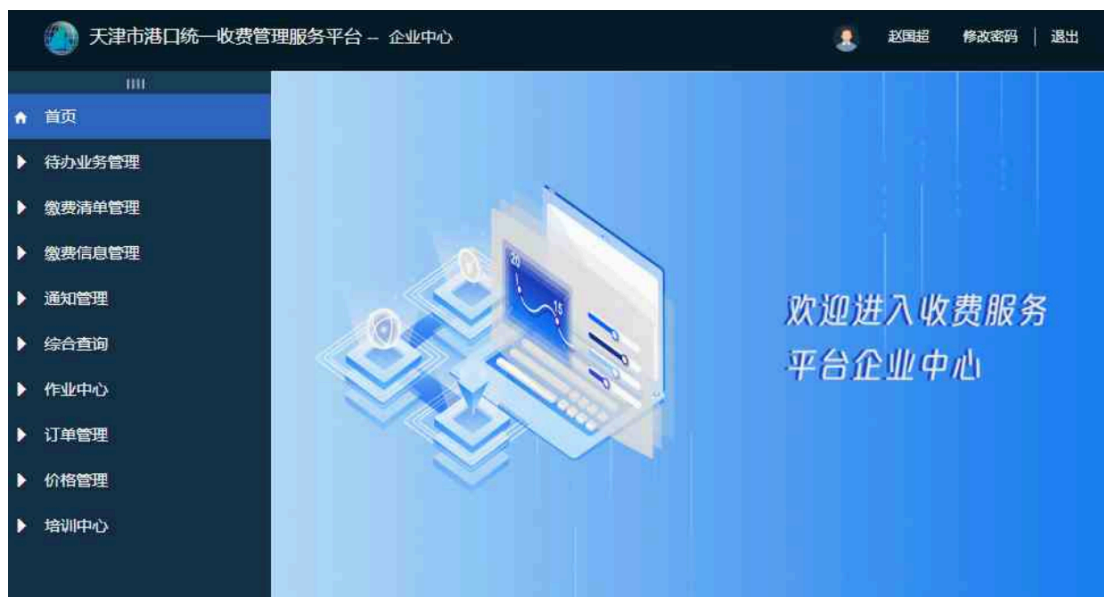 天津市港口统一收费管理服务平台 -- 企业中心
赵国超 修改密码 | 退出
首页
待办业务管理
缴费清单管理
缴费信息管理
通知管理
综合查询
作业中心
订单管理
价格管理
培训中心
20
15
欢迎进入收费服务
平台企业中心